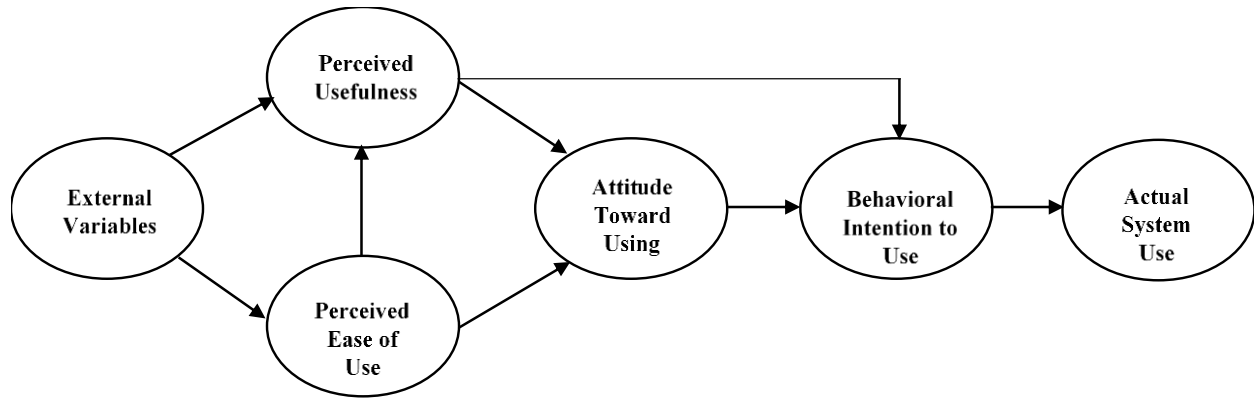 Perceived
Usefulness
External
Variables
Perceived
Ease of
Use
Attitude
Toward
Using
Behavioral
Intention to
Use
Actual
System
Use